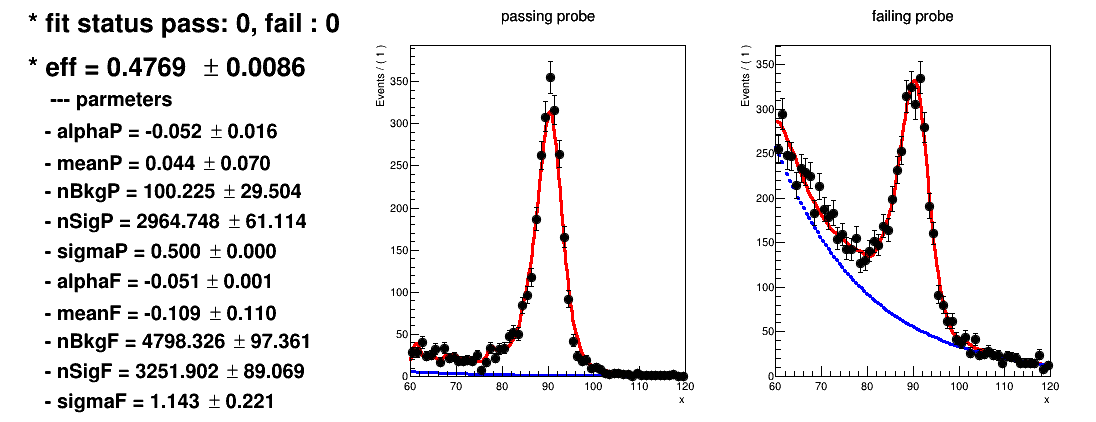 * fit status pass: 0, fail : 0
* eff = 0.4769 ± 0.0086
--- parmeters
- alphaP = -0.052 ± 0.016
- meanP = 0.044 ± 0.070
- nBkgP = 100.225 ± 29.504
- nSigP = 2964.748 ± 61.114
- sigmaP = 0.500 ± 0.000
- alphaF = -0.051 ± 0.001
- meanF = -0.109 ± 0.110
- nBkgF = 4798.326 ± 97.361
- nSigF = 3251.902 ± 89.069
- sigmaF = 1.143 ± 0.221
passing probe
Events / ( 1 )
350
300
250
200
150
100
50
0
60 70 80 90 100 110 120
x
failing probe
Events / ( 1 )
350
300
250
200
150
100
50
0
60 70 80 90 100 110 120
x